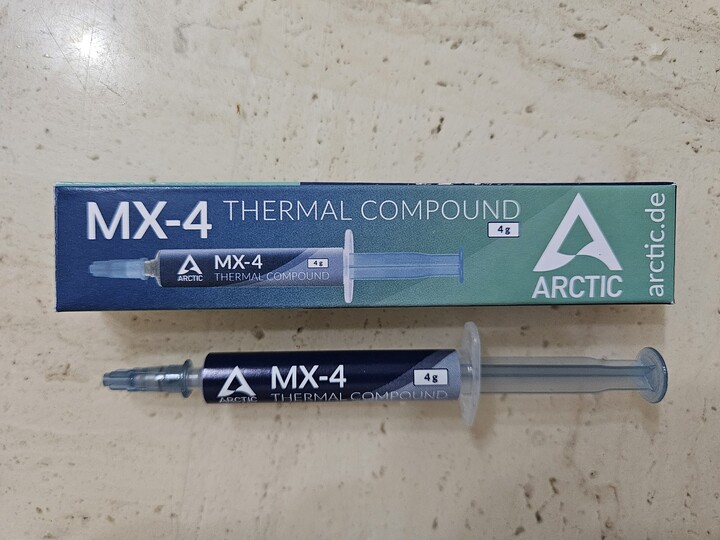 MX-4 THERMAL COMPOUND
4g
MX-4
4g
ARCTIC
THERMAL COMPOUND
ARCTIC
arctic.de
MX-4
4g
ARCTIC
THERMAL COMPOUND